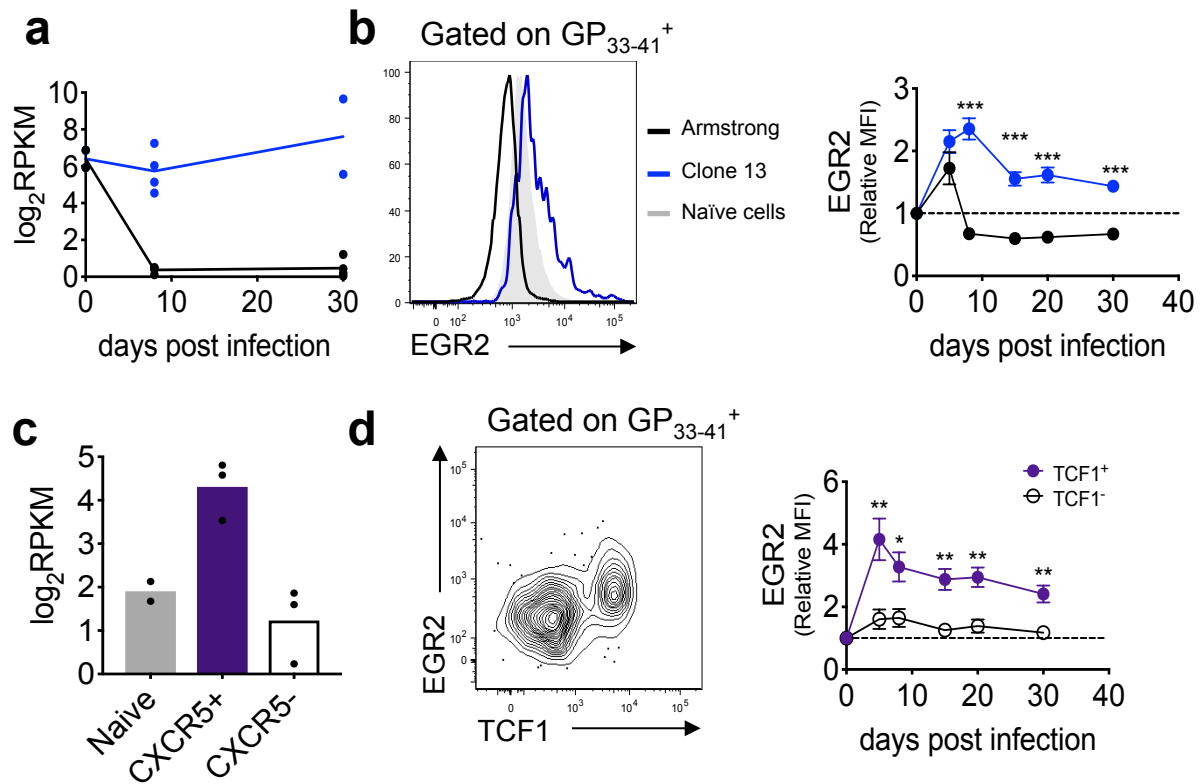 a
log2RPKM
10
8
6
4
2
0
0 10 20 30
days post infection
b
Gated on GP33-41+
100
80
60
40
20
0
0 10² 10³ 10⁴ 10⁵
EGR2
Armstrong
Clone 13
Naïve cells
EGR2
(Relative MFI)
3
2
1
0
*** *** *** ***
0 10 20 30 40
days post infection
c
log2RPKM
5
4
3
2
1
0
Naive CXCR5+ CXCR5-
d
Gated on GP33-41+
EGR2
10⁵
10⁴
10³
10²
0
0 10³ 10⁴ 10⁵
TCF1
TCF1+
TCF1-
EGR2
(Relative MFI)
6
4
2
0
** * ** ** **
0 10 20 30 40
days post infection